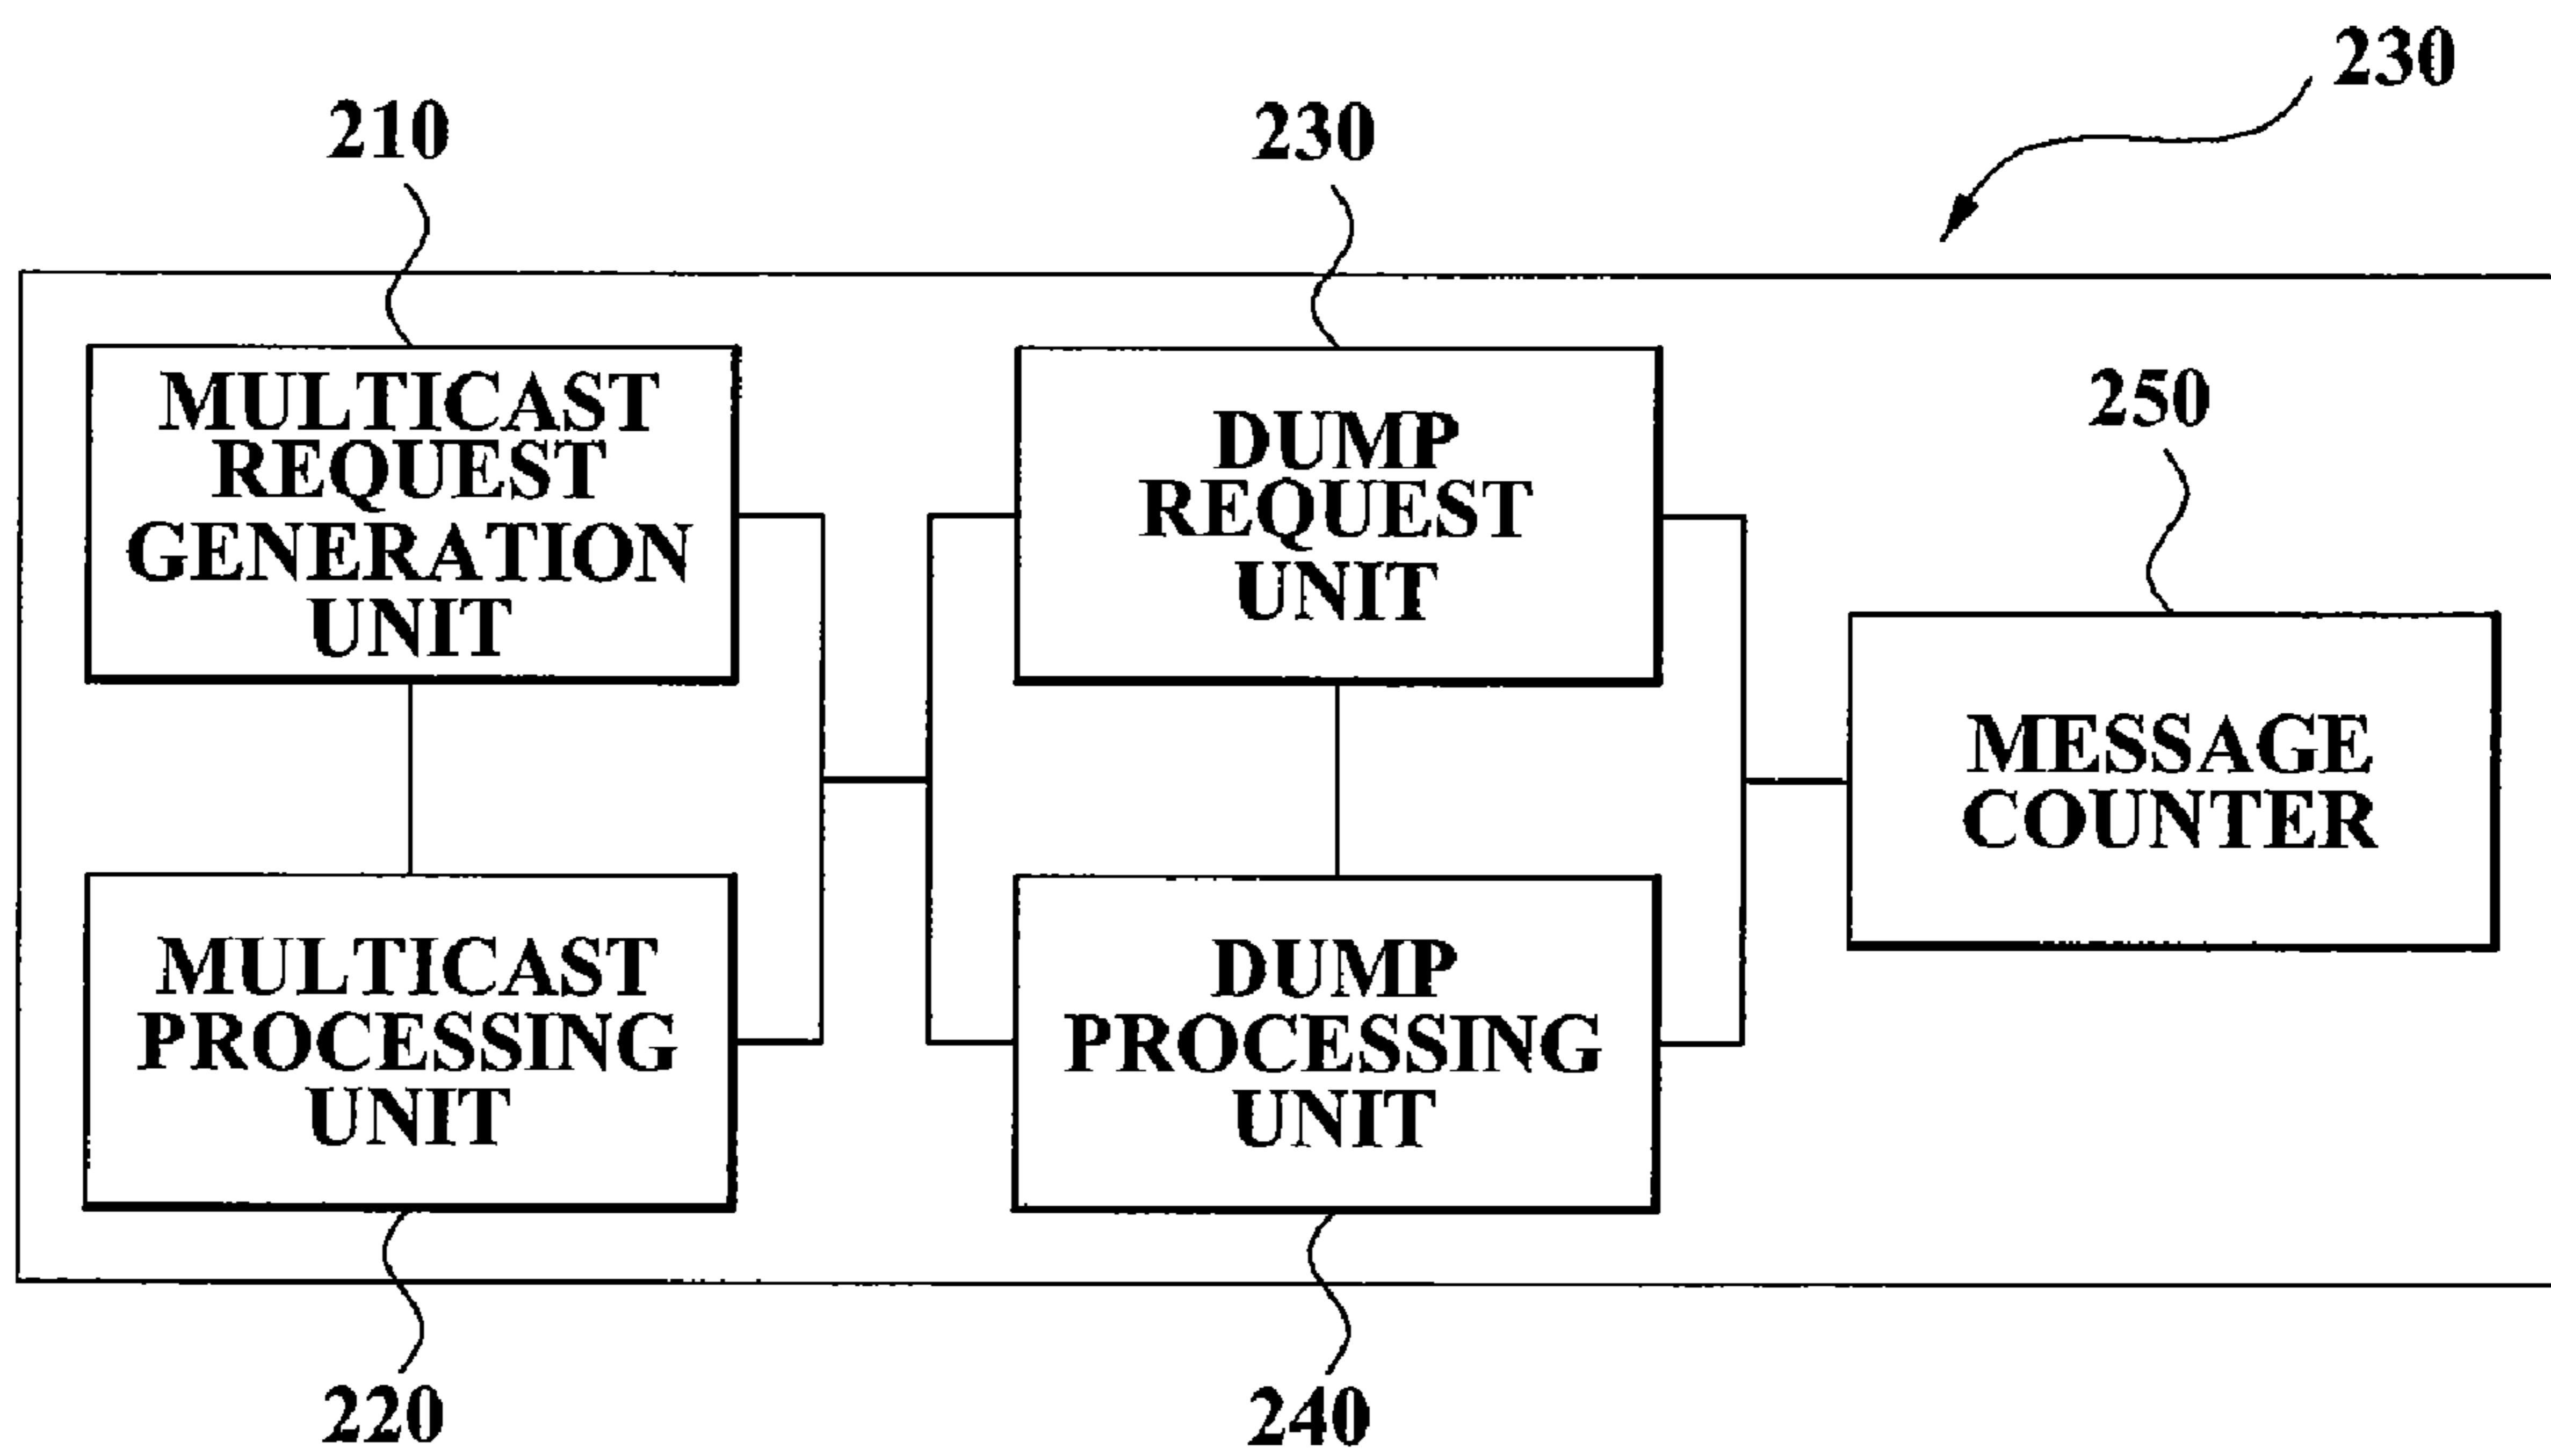 230
210
230
MULTICAST
REQUEST
GENERATION
UNIT
DUMP
REQUEST
UNIT
250
MESSAGE
COUNTER
MULTICAST
PROCESSING
UNIT
DUMP
PROCESSING
UNIT
220
240